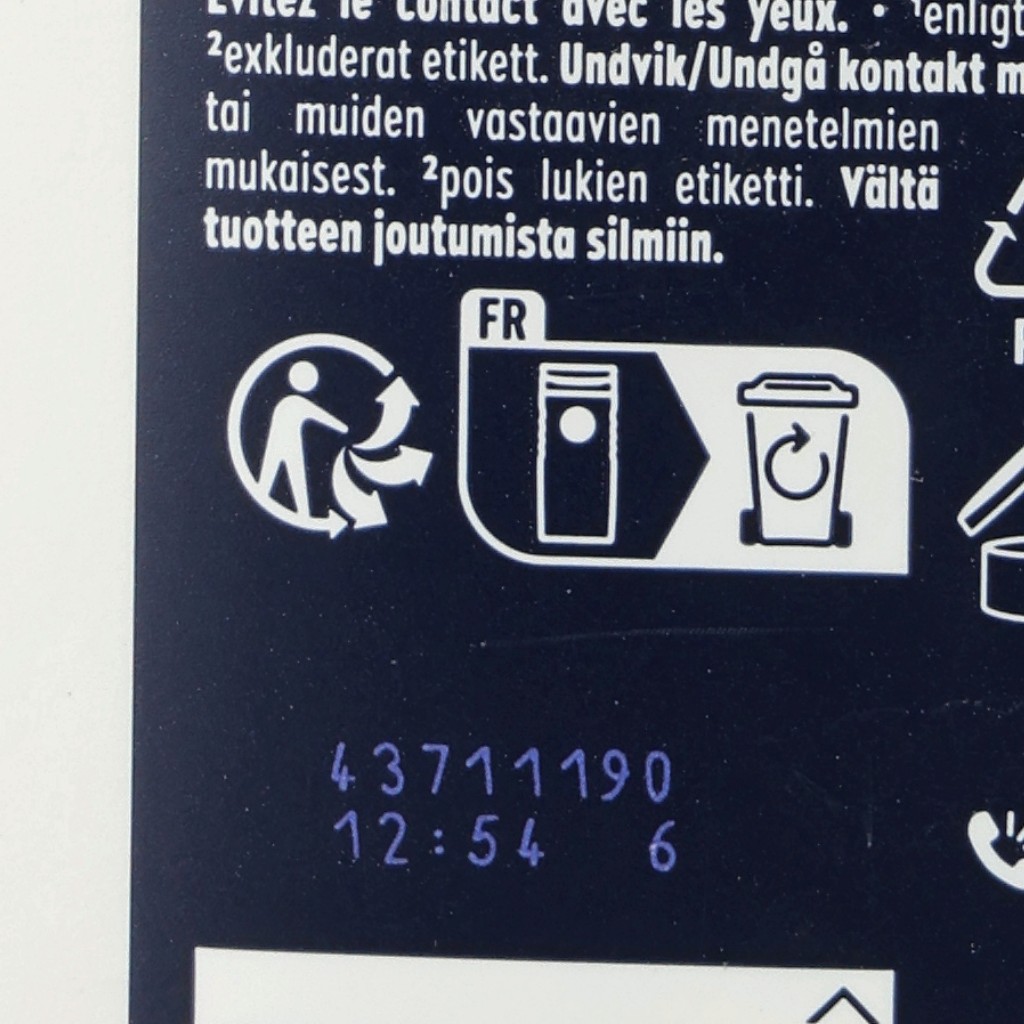 Evitez le contact avec les yeux. • ¹enligt
²exkluderat etikett. Undvik/Undgå kontakt m
tai muiden vastaavien menetelmien
mukaisest. ²pois lukien etiketti. Vältä
tuotteen joutumista silmiin.
FR
43711190
12:54 6